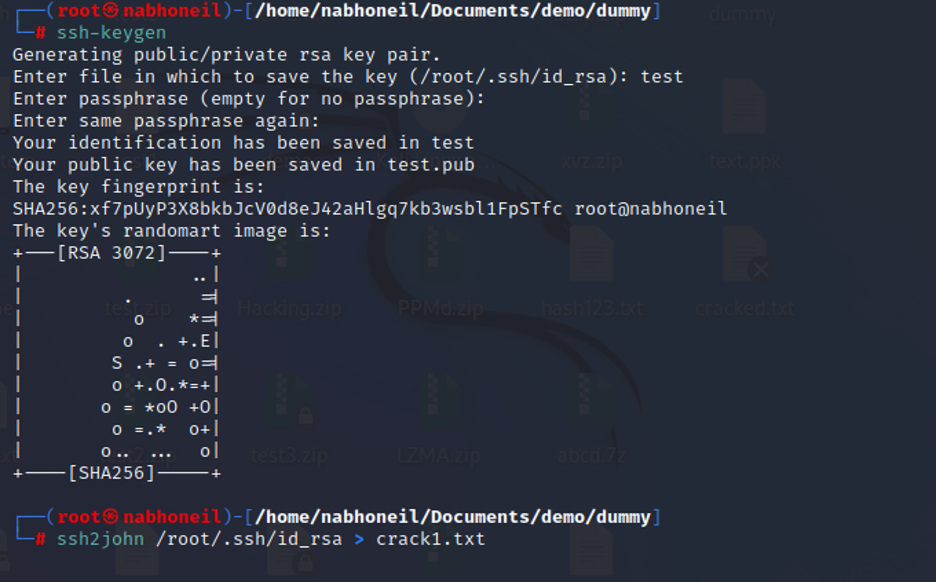 ┌──(root㉿nabhoneil)-[/home/nabhoneil/Documents/demo/dummy]
└─# ssh-keygen
Generating public/private rsa key pair.
Enter file in which to save the key (/root/.ssh/id_rsa): test
Enter passphrase (empty for no passphrase):
Enter same passphrase again:
Your identification has been saved in test
Your public key has been saved in test.pub
The key fingerprint is:
SHA256:xf7pUyP3X8bkbJcV0d8eJ42aHlgq7kb3wsbl1FpSTfc root@nabhoneil
The key's randomart image is:
+---[RSA 3072]----+
|               ..|
|         .      =|
|          o    *=|
|         o  . +.E|
|        S .+ = o=|
|        o +.O.*=+|
|       o = *oO +O|
|        o =.*  o+|
|       o..  ...  o|
+----[SHA256]-----+
┌──(root㉿nabhoneil)-[/home/nabhoneil/Documents/demo/dummy]
└─# ssh2john /root/.ssh/id_rsa > crack1.txt
dummy
xyz.zip
text.ppk
test.zip
Hacking.zip
PPMd.zip
hash123.txt
cracked.txt
test3.zip
LZMA.zip
abcd.7z